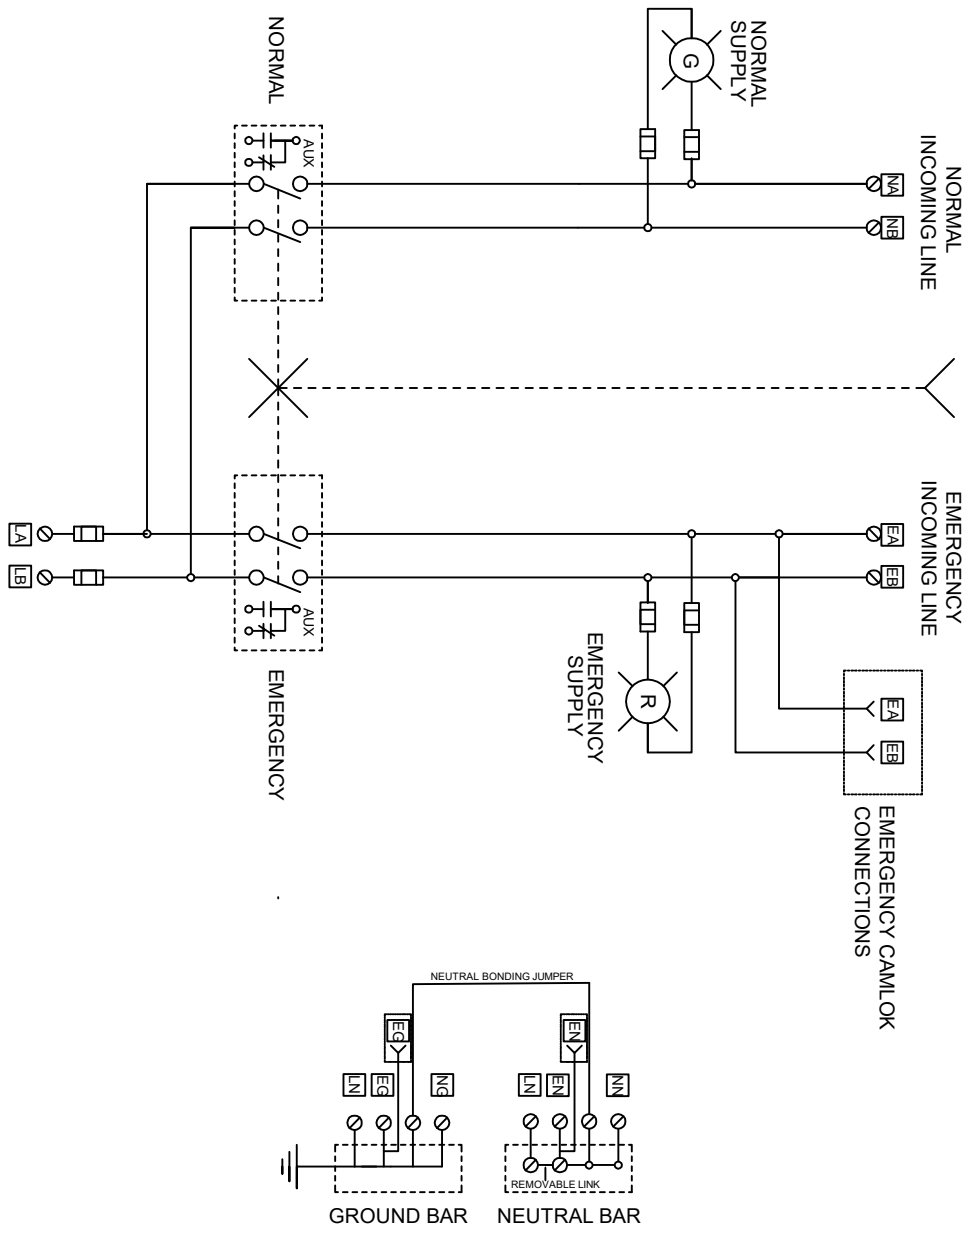 NORMAL
NORMAL
SUPPLY
G
NORMAL
INCOMING LINE
AUX
NA
NB
EMERGENCY
INCOMING LINE
EA
EB
LA
LB
AUX
EMERGENCY
EMERGENCY
SUPPLY
R
EA
EB
EMERGENCY CAMLOK
CONNECTIONS
NEUTRAL BONDING JUMPER
EG
EN
LN
EG
NG
LN
EN
NN
REMOVABLE LINK
GROUND BAR
NEUTRAL BAR